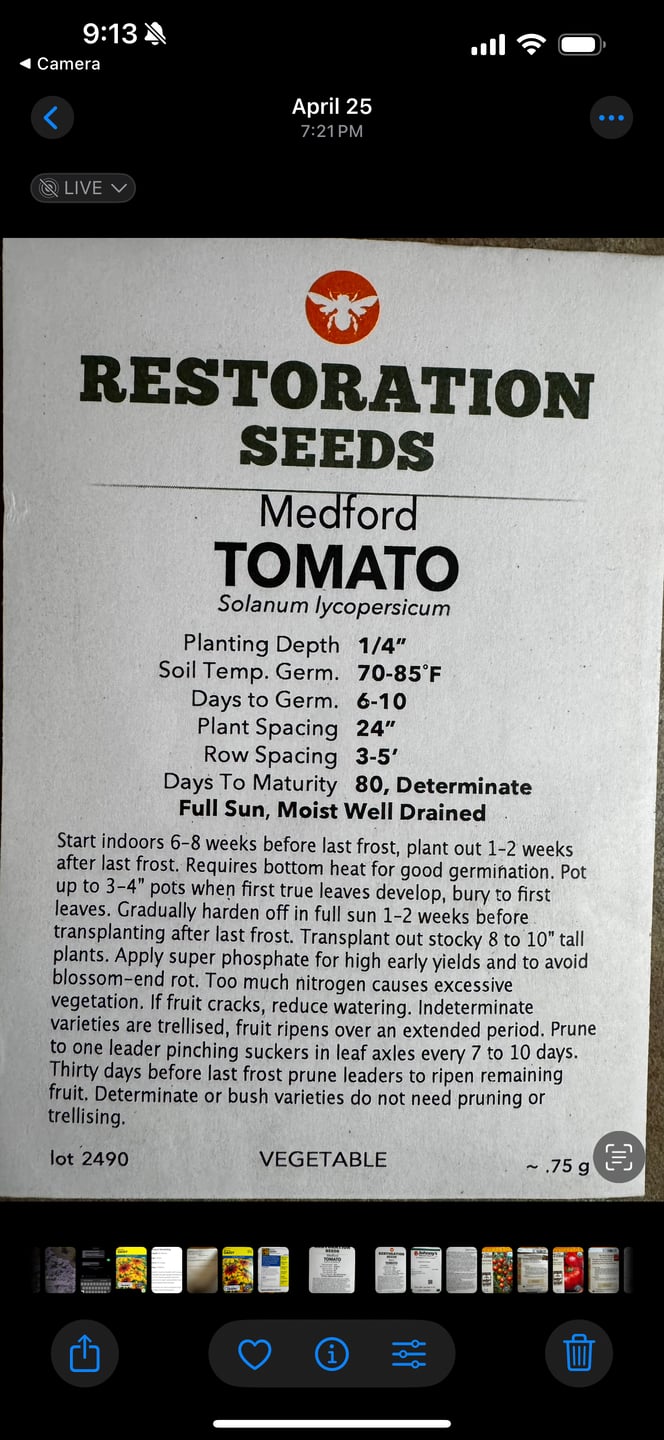 9:13
◀ Camera
April 25
7:21 PM
LIVE
RESTORATION
SEEDS
Medford
TOMATO
Solanum lycopersicum
Planting Depth 1/4”
Soil Temp. Germ. 70-85°F
Days to Germ. 6-10
Plant Spacing 24”
Row Spacing 3-5’
Days To Maturity 80, Determinate
Full Sun, Moist Well Drained
Start indoors 6-8 weeks before last frost, plant out 1-2 weeks
after last frost. Requires bottom heat for good germination. Pot
up to 3-4" pots when first true leaves develop, bury to first
leaves. Gradually harden off in full sun 1-2 weeks before
transplanting after last frost. Transplant out stocky 8 to 10" tall
plants. Apply super phosphate for high early yields and to avoid
blossom-end rot. Too much nitrogen causes excessive
vegetation. If fruit cracks, reduce watering. Indeterminate
varieties are trellised, fruit ripens over an extended period. Prune
to one leader pinching suckers in leaf axles every 7 to 10 days.
Thirty days before last frost prune leaders to ripen remaining
fruit. Determinate or bush varieties do not need pruning or
trellising.
lot 2490 VEGETABLE ~ .75 g